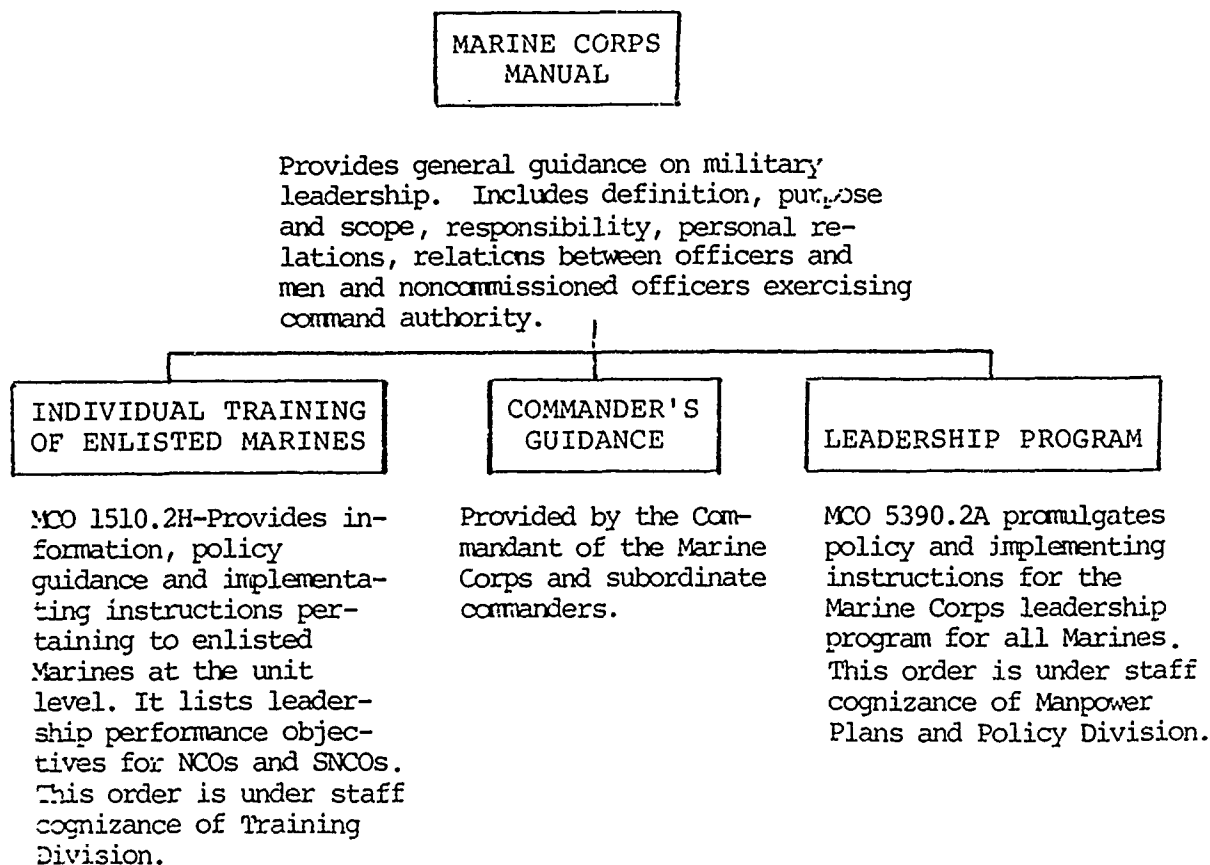 MARINE CORPS
MANUAL
Provides general guidance on military
leadership. Includes definition, purpose
and scope, responsibility, personal re-
lations, relations between officers and
men and noncommissioned officers exercising
command authority.
INDIVIDUAL TRAINING
OF ENLISTED MARINES
MCO 1510.2H-Provides in-
formation, policy
guidance and implementa-
ting instructions per-
taining to enlisted
Marines at the unit
level. It lists leader-
ship performance objec-
tives for NCOs and SNCOs.
This order is under staff
cognizance of Training
Division.
COMMANDER'S
GUIDANCE
Provided by the Com-
mandant of the Marine
Corps and subordinate
commanders.
LEADERSHIP PROGRAM
MCO 5390.2A promulgates
policy and implementing
instructions for the
Marine Corps leadership
program for all Marines.
This order is under staff
cognizance of Manpower
Plans and Policy Division.